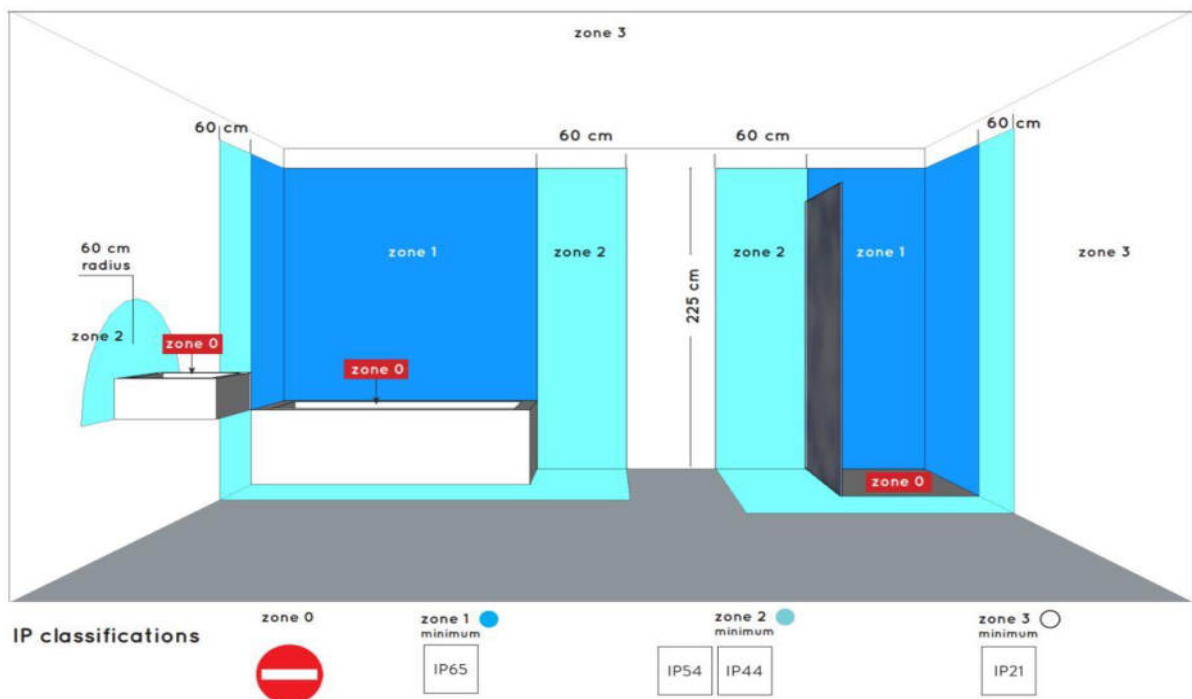 zone 3
60 cm
60 cm
60 cm
60 cm
60 cm
radius
zone 1
zone 2
zone 2
zone 1
zone 3
225 cm
zone 2
zone 0
zone 0
zone 0
IP classifications
zone 0
zone 1
minimum
IP65
zone 2
minimum
IP54
IP44
zone 3
minimum
IP21